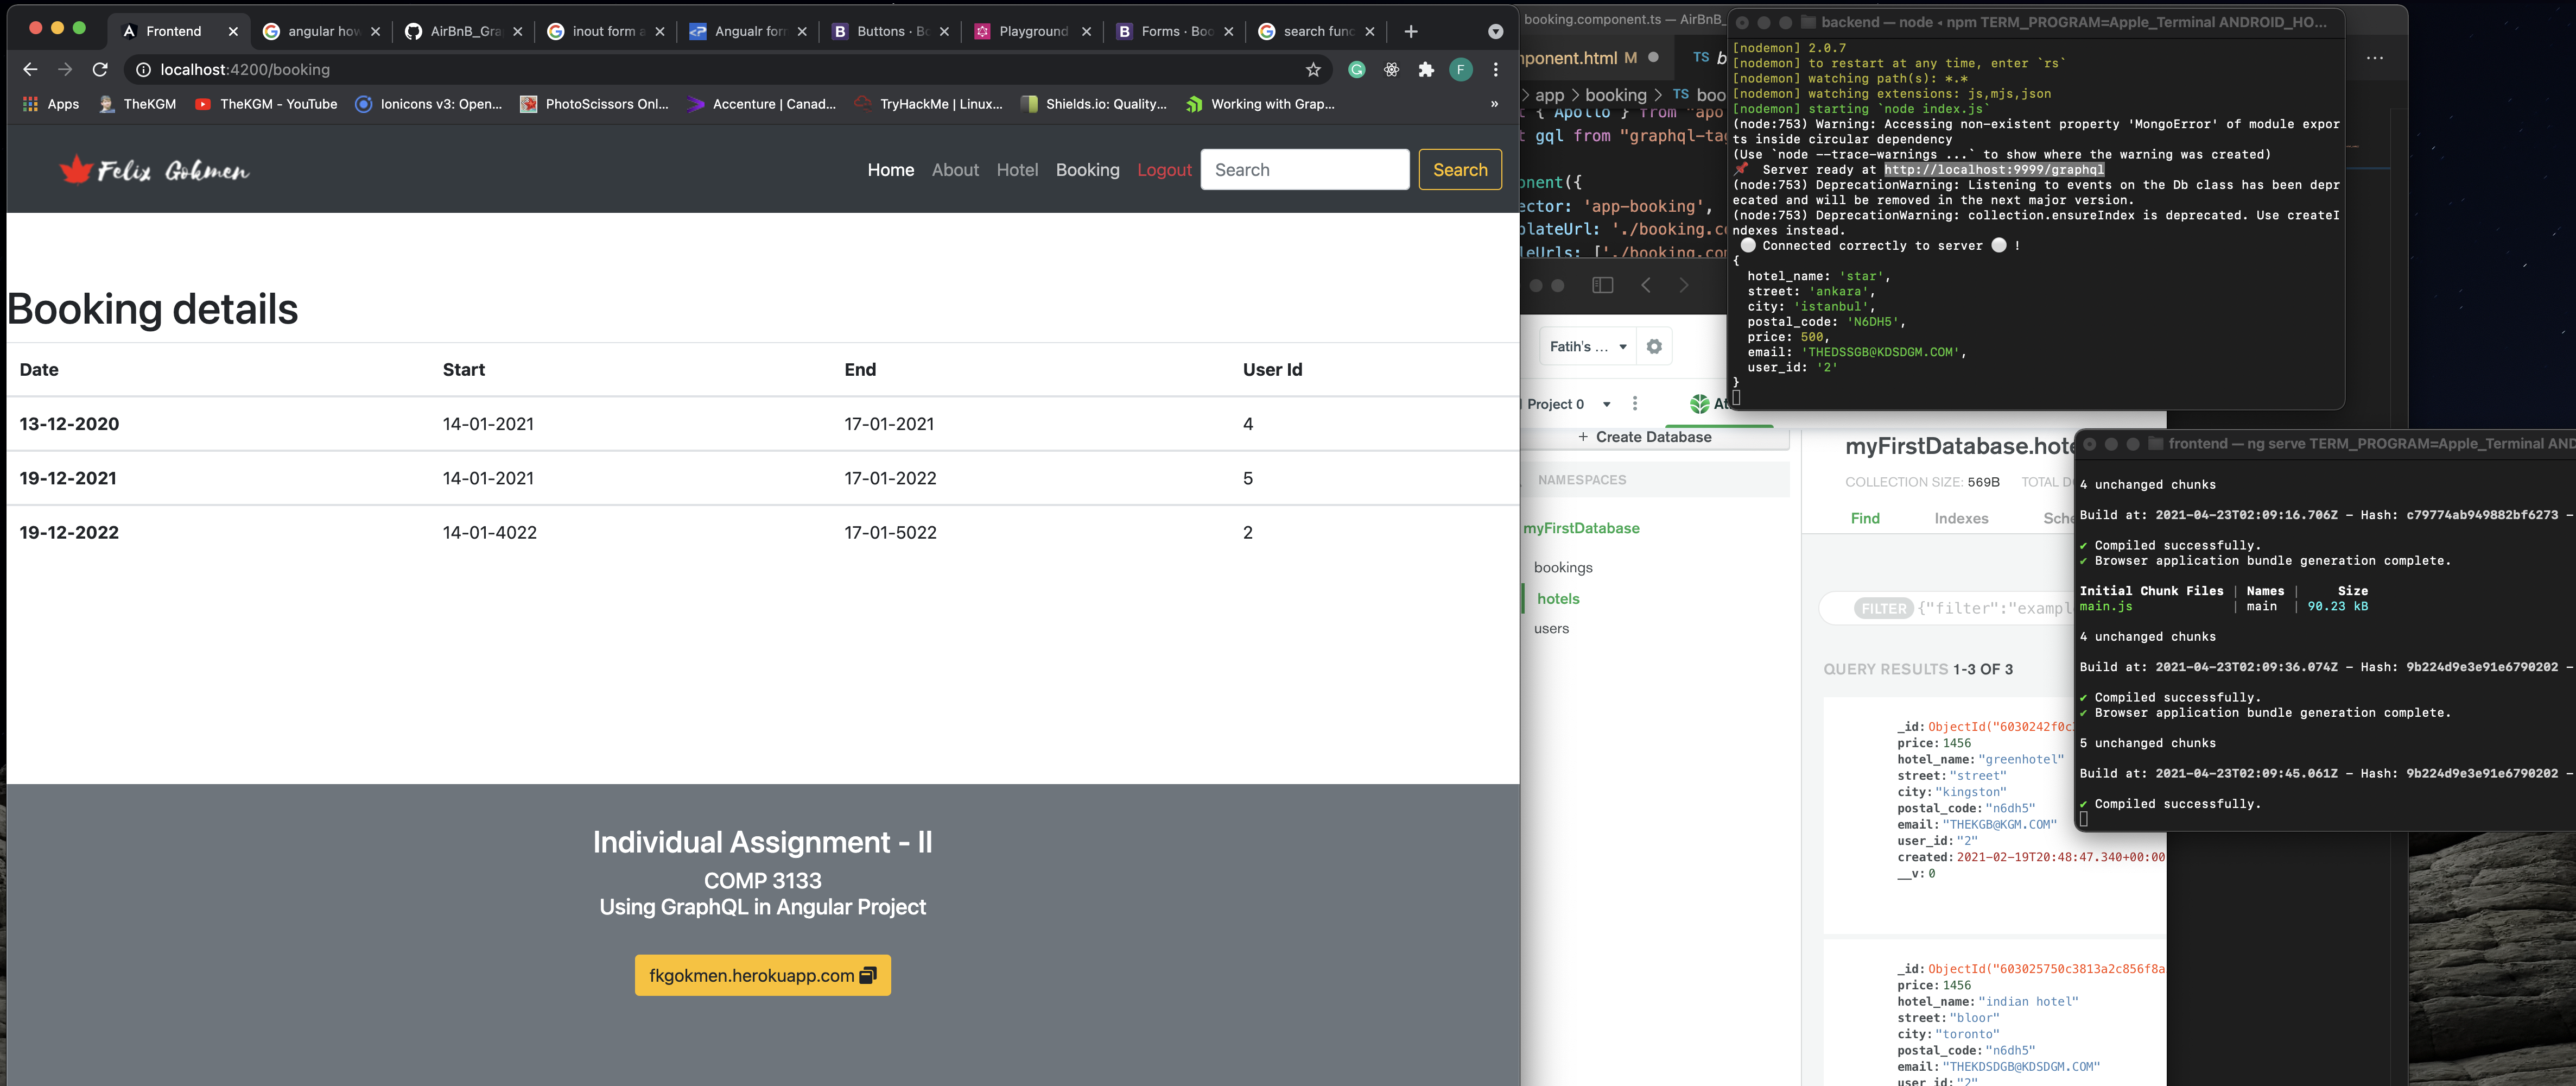 Frontend
angular how
AirBnB_Gra
inout form a
Angualr for
Buttons · Bo
Playground
Forms · Boo
search func
localhost:4200/booking
F
Apps
TheKGM
TheKGM - YouTube
Ionicons v3: Open...
PhotoScissors Onl...
Accenture | Canad...
TryHackMe | Linux...
Shields.io: Quality...
Working with Grap...
»
Felix Gokmen
Home About Hotel Booking Logout Search Search
Booking details
Date Start End User Id
13-12-2020 14-01-2021 17-01-2021 4
19-12-2021 14-01-2021 17-01-2022 5
19-12-2022 14-01-4022 17-01-5022 2
Individual Assignment - II
COMP 3133
Using GraphQL in Angular Project
fkgokmen.herokuapp.com
booking.component.ts — AirBnB_
ponent.html M
TS b
> app > booking > TS boo
t { Apollo } from "apo
t gql from "graphql-ta
onent({
ector: 'app-booking',
plateUrl: './booking.co
leUrls: ['./booking.com
backend — node ◂ npm TERM_PROGRAM=Apple_Terminal ANDROID_HO...
[nodemon] 2.0.7
[nodemon] to restart at any time, enter `rs`
[nodemon] watching path(s): *.*
[nodemon] watching extensions: js,mjs,json
[nodemon] starting `node index.js`
(node:753) Warning: Accessing non-existent property 'MongoError' of module expor
ts inside circular dependency
(Use `node --trace-warnings ...` to show where the warning was created)
Server ready at http://localhost:9999/graphql
(node:753) DeprecationWarning: Listening to events on the Db class has been depr
ecated and will be removed in the next major version.
(node:753) DeprecationWarning: collection.ensureIndex is deprecated. Use createI
ndexes instead.
Connected correctly to server !
{
hotel_name: 'star',
street: 'ankara',
city: 'istanbul',
postal_code: 'N6DH5',
price: 500,
email: 'THEDSSGB@KDSDGM.COM',
user_id: '2'
}
Fatih's ...
Project 0
At
+ Create Database
NAMESPACES
myFirstDatabase
bookings
hotels
users
myFirstDatabase.hote
COLLECTION SIZE: 569B TOTAL D
Find Indexes Sche
FILTER {"filter":"exampl
QUERY RESULTS 1-3 OF 3
_id: ObjectId("6030242f0c
price: 1456
hotel_name: "greenhotel"
street: "street"
city: "kingston"
postal_code: "n6dh5"
email: "THEKGB@KGM.COM"
user_id: "2"
created: 2021-02-19T20:48:47.340+00:00
__v: 0
_id: ObjectId("603025750c3813a2c856f8a
price: 1456
hotel_name: "indian hotel"
street: "bloor"
city: "toronto"
postal_code: "n6dh5"
email: "THEKDSDGB@KDSDGM.COM"
user_id: "2"
frontend — ng serve TERM_PROGRAM=Apple_Terminal AND
4 unchanged chunks
Build at: 2021-04-23T02:09:16.706Z - Hash: c79774ab949882bf6273 -
✔ Compiled successfully.
✔ Browser application bundle generation complete.
Initial Chunk Files | Names | Size
main.js | main | 90.23 kB
4 unchanged chunks
Build at: 2021-04-23T02:09:36.074Z - Hash: 9b224d9e3e91e6790202 -
✔ Compiled successfully.
✔ Browser application bundle generation complete.
5 unchanged chunks
Build at: 2021-04-23T02:09:45.061Z - Hash: 9b224d9e3e91e6790202 -
✔ Compiled successfully.